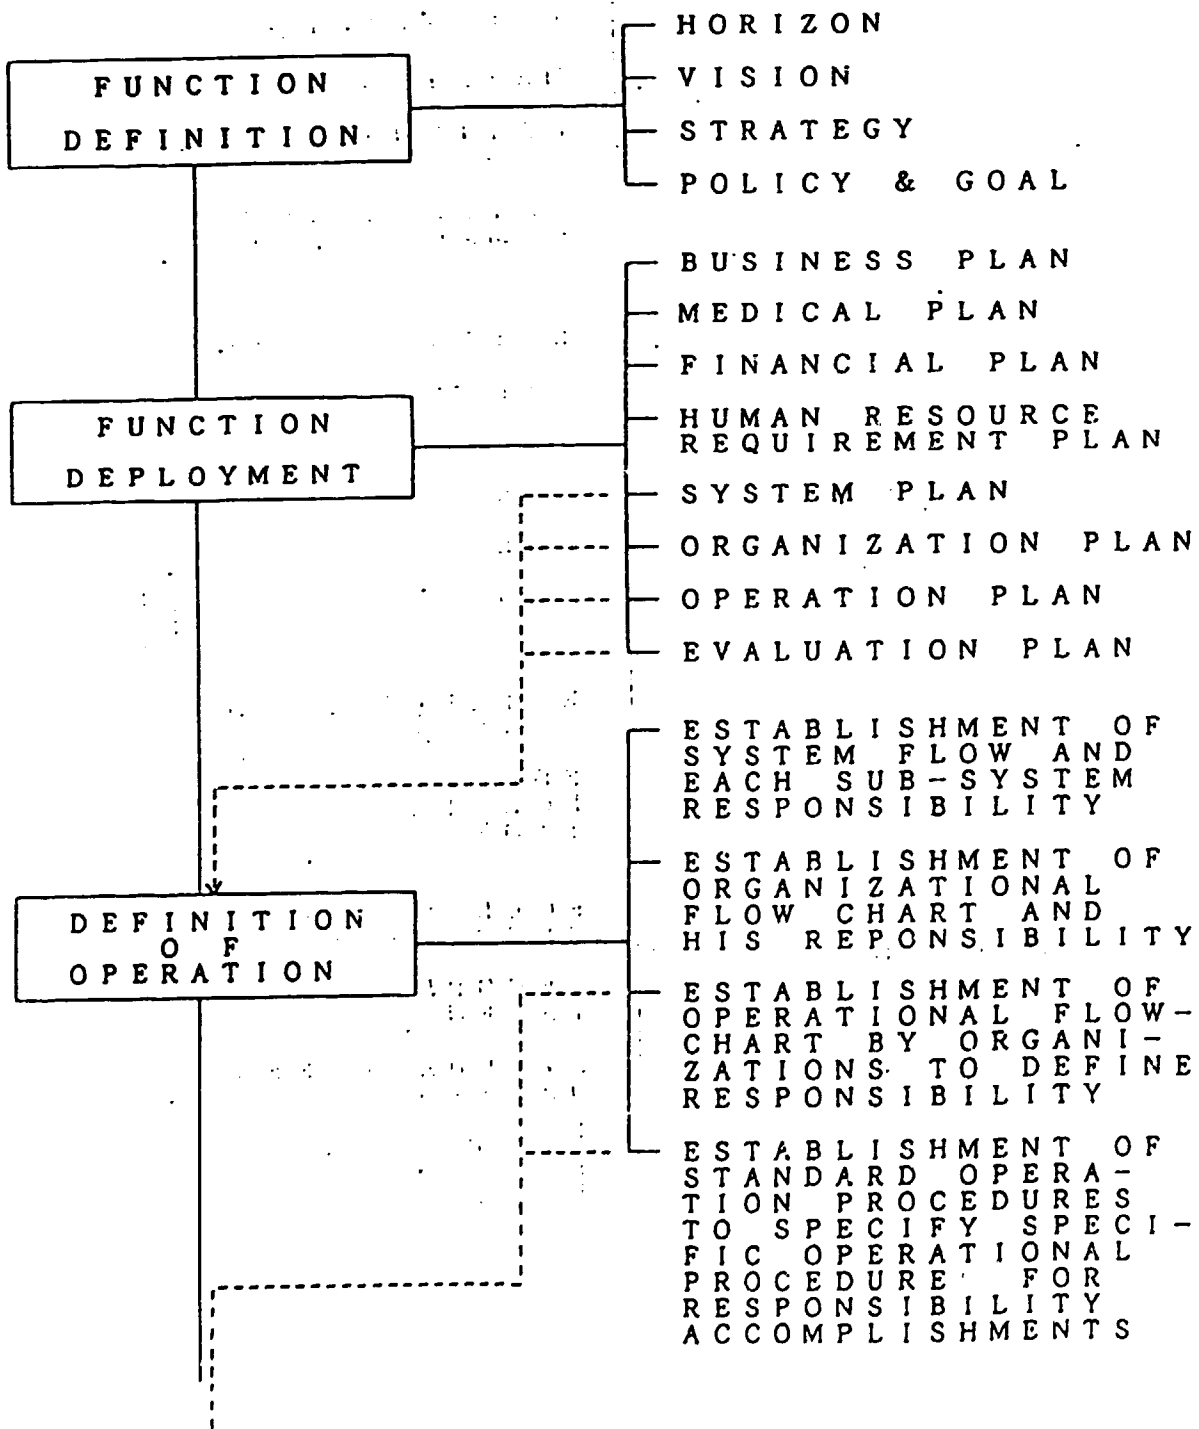 FUNCTION
DEFINITION
HORIZON
VISION
STRATEGY
POLICY & GOAL
FUNCTION
DEPLOYMENT
BUSINESS PLAN
MEDICAL PLAN
FINANCIAL PLAN
HUMAN RESOURCE
REQUIREMENT PLAN
SYSTEM PLAN
ORGANIZATION PLAN
OPERATION PLAN
EVALUATION PLAN
DEFINITION
OF
OPERATION
ESTABLISHMENT OF
SYSTEM FLOW AND
EACH SUB-SYSTEM
RESPONSIBILITY
ESTABLISHMENT OF
ORGANIZATIONAL
FLOW CHART AND
HIS REPONSIBILITY
ESTABLISHMENT OF
OPERATIONAL FLOW-
CHART BY ORGANI-
ZATIONS TO DEFINE
RESPONSIBILITY
ESTABLISHMENT OF
STANDARD OPERA-
TION PROCEDURES
TO SPECIFY SPECI-
FIC OPERATIONAL
PROCEDURE FOR
RESPONSIBILITY
ACCOMPLISHMENTS